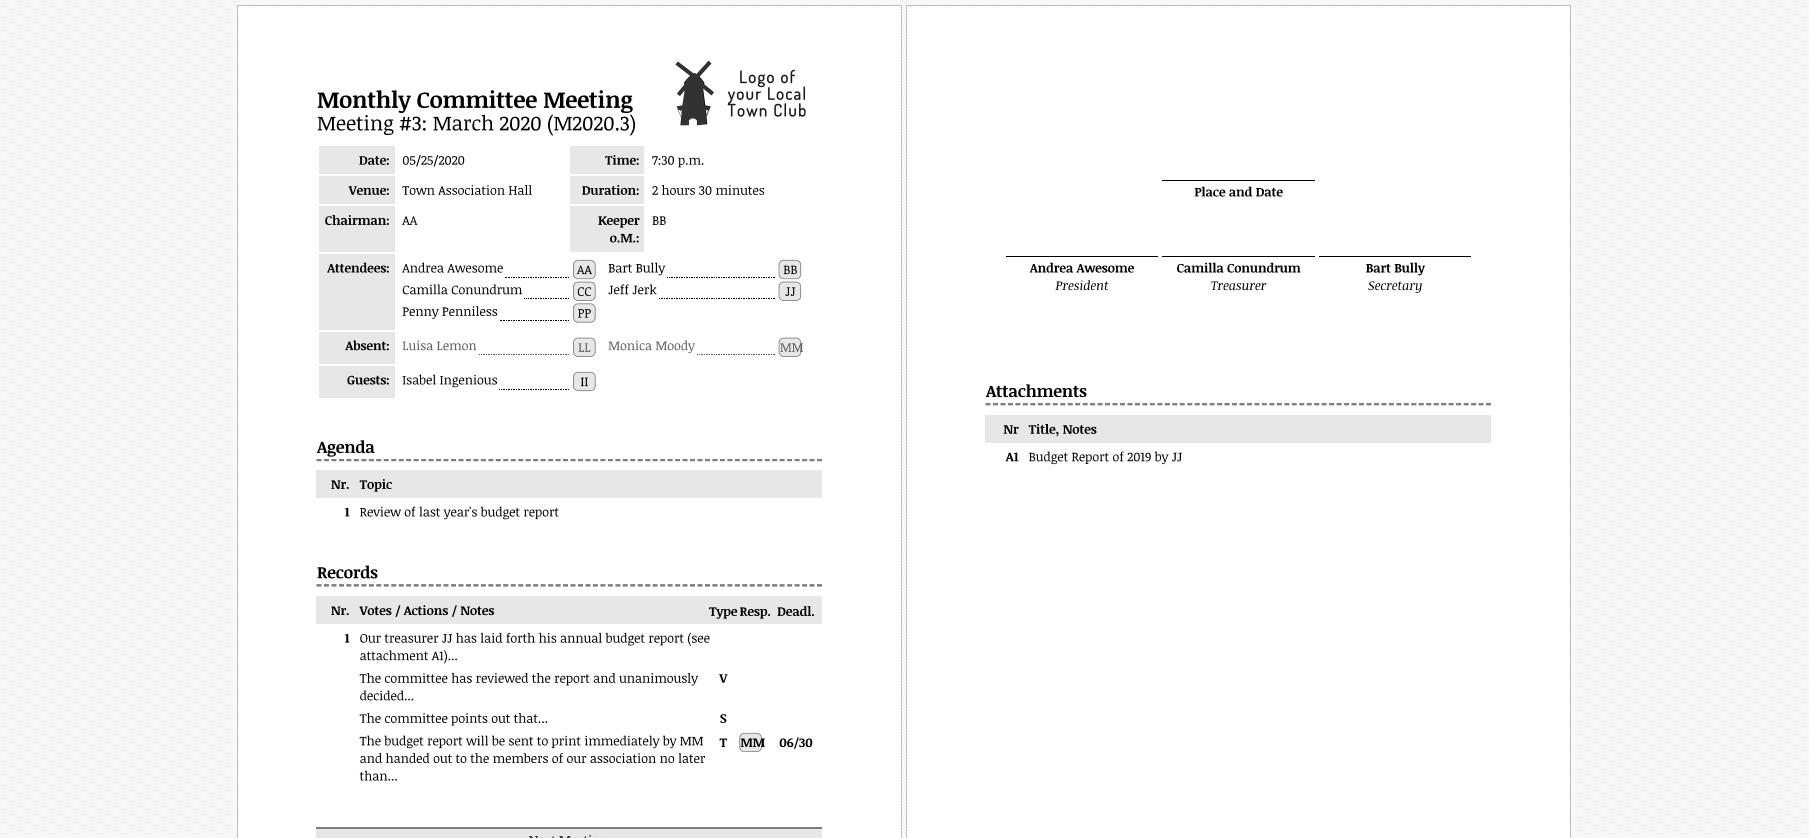 Monthly Committee Meeting
Meeting #3: March 2020 (M2020.3)
Logo of
your Local
Town Club
Date: 05/25/2020 Time: 7:30 p.m.
Venue: Town Association Hall Duration: 2 hours 30 minutes
Chairman: AA Keeper BB
o.M.:
Attendees: Andrea Awesome AA Bart Bully BB
Camilla Conundrum CC Jeff Jerk JJ
Penny Penniless PP
Absent: Luisa Lemon LL Monica Moody MM
Guests: Isabel Ingenious II
Agenda
Nr. Topic
1 Review of last year's budget report
Records
Nr. Votes / Actions / Notes Type Resp. Deadl.
1 Our treasurer JJ has laid forth his annual budget report (see
attachment A1)...
The committee has reviewed the report and unanimously V
decided...
The committee points out that... S
The budget report will be sent to print immediately by MM T MM 06/30
and handed out to the members of our association no later
than...
Place and Date
Andrea Awesome Camilla Conundrum Bart Bully
President Treasurer Secretary
Attachments
Nr Title, Notes
A1 Budget Report of 2019 by JJ